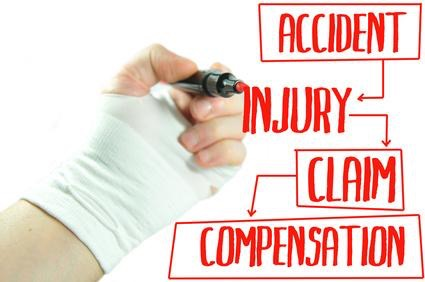 ACCIDENT
INJURY
CLAIM
COMPENSATION